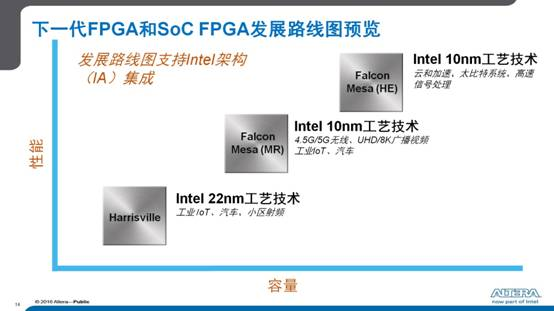 下一代FPGA和SoC FPGA发展路线图预览
发展路线图支持Intel架构
（IA）集成
Falcon
Mesa (HE)
Intel 10nm工艺技术
云和加速、太比特系统、高速
信号处理
Falcon
Mesa (MR)
Intel 10nm工艺技术
4.5G/5G无线、UHD/8K广播视频
工业IoT、汽车
性能
Harrisville
Intel 22nm工艺技术
工业 IoT、汽车、小区射频
容量
14
© 2016 Altera—Public
ALTERA
now part of Intel